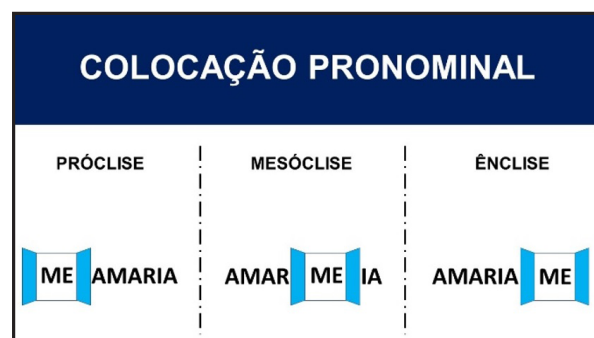 COLOCAÇÃO PRONOMINAL
PRÓCLISE
MESÓCLISE
ÊNCLISE
ME AMARIA
AMAR ME IA
AMARIA ME